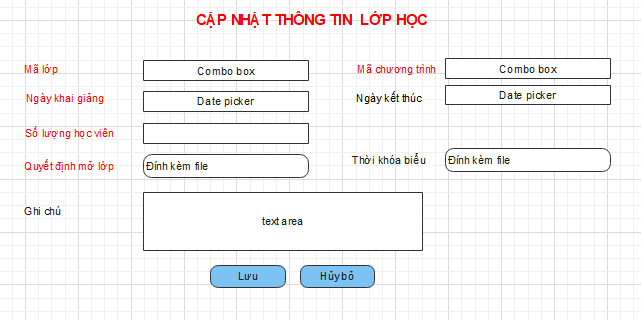 CẬP NHẬT THÔNG TIN LỚP HỌC
Mã lớp Combo box Mã chương trình Combo box
Ngày khai giảng Date picker Ngày kết thúc Date picker
Số lượng học viên
Quyết định mở lớp Đính kèm file Thời khóa biểu Đính kèm file
Ghi chú text area
Lưu Hủy bỏ